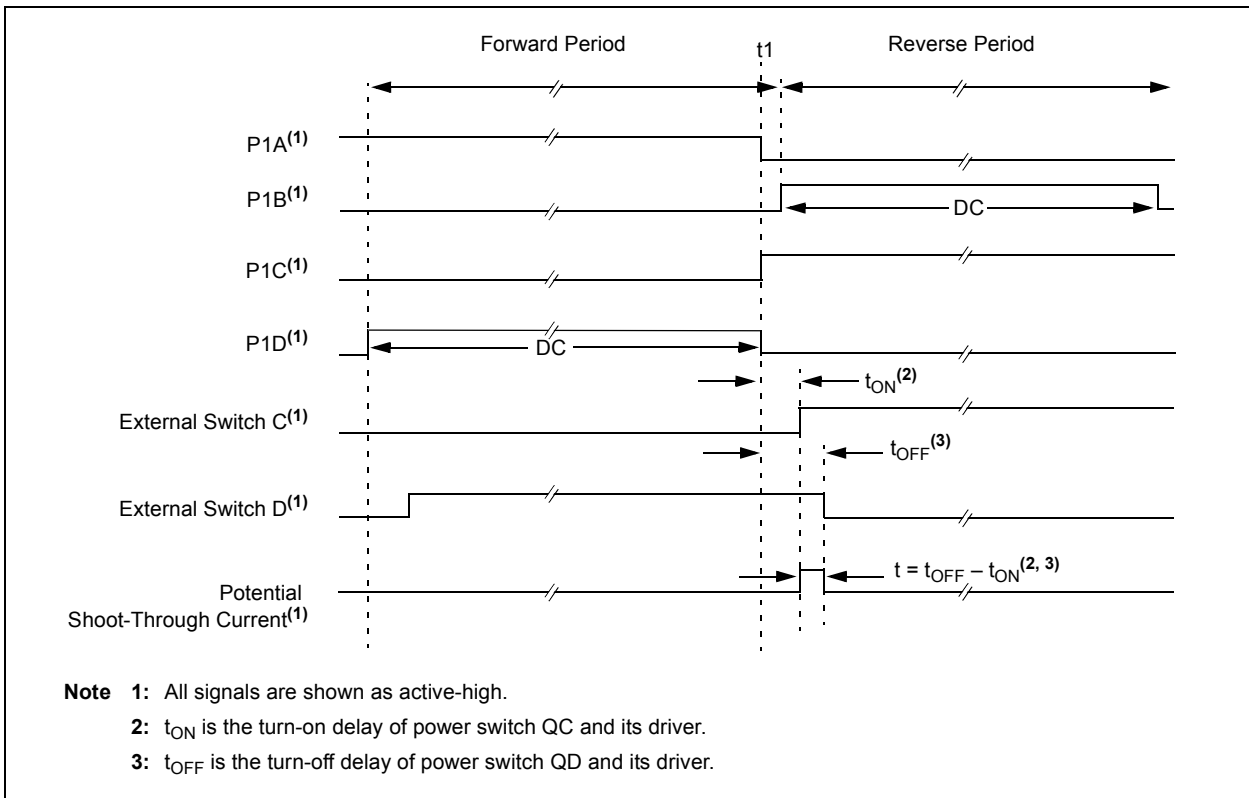 Forward Period
t1
Reverse Period
P1A(1)
P1B(1)
DC
P1C(1)
P1D(1)
DC
tON(2)
External Switch C(1)
tOFF(3)
External Switch D(1)
t = tOFF – tON(2, 3)
Potential
Shoot-Through Current(1)
Note 1: All signals are shown as active-high.
2: tON is the turn-on delay of power switch QC and its driver.
3: tOFF is the turn-off delay of power switch QD and its driver.